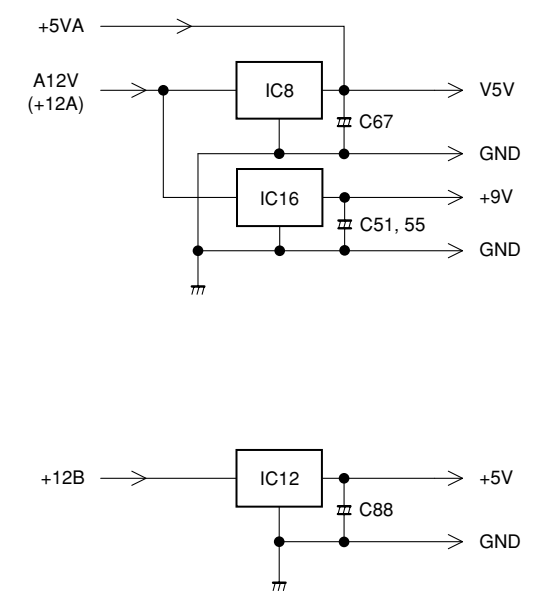 +5VA
A12V
(+12A)
IC8
V5V
C67
GND
IC16
+9V
C51, 55
GND
+12B
IC12
+5V
C88
GND